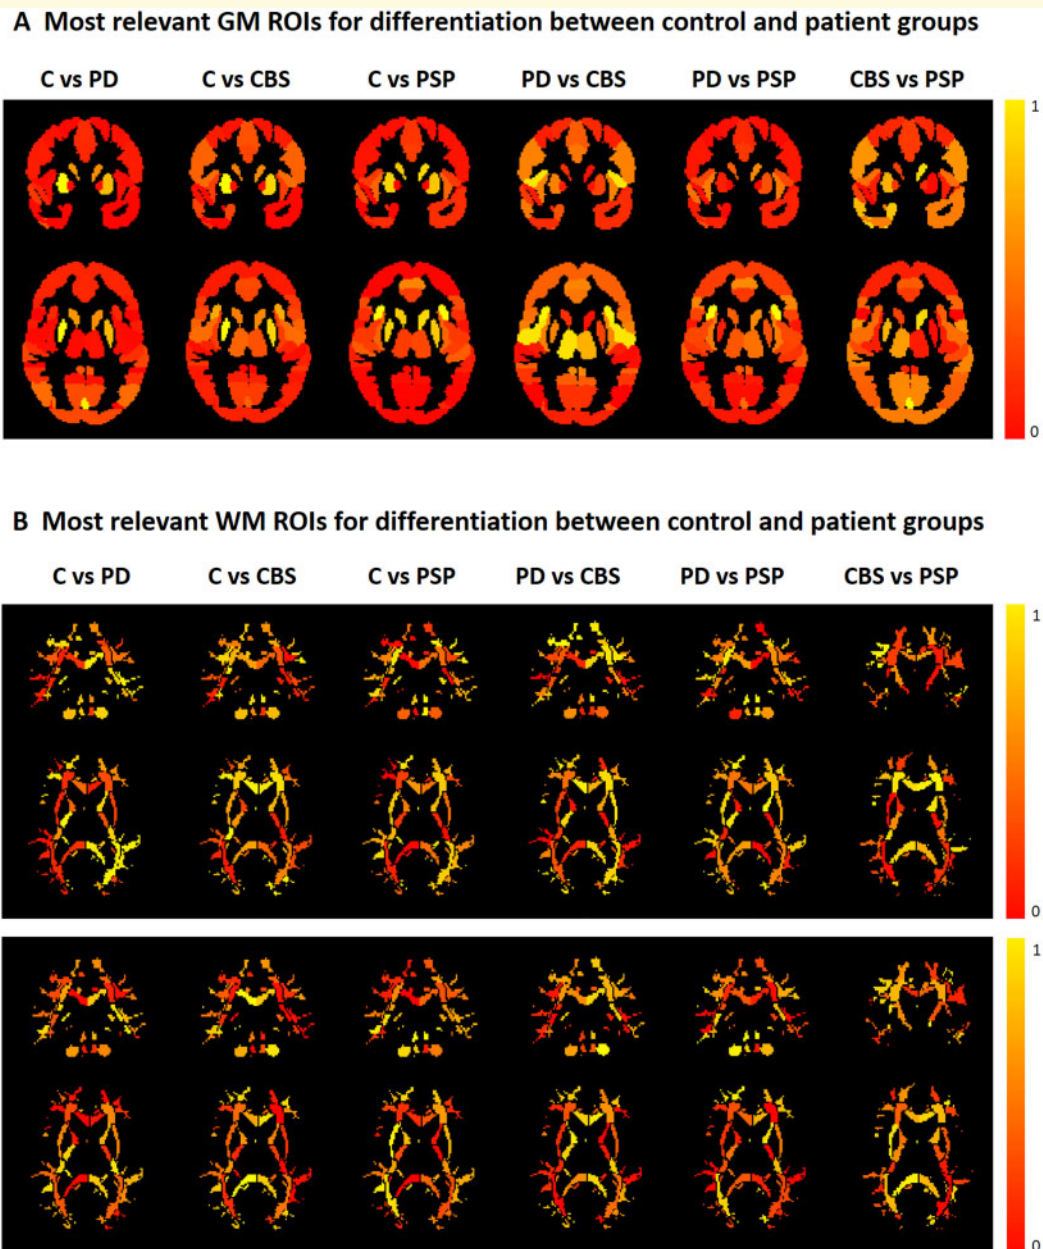 A Most relevant GM ROIs for differentiation between control and patient groups
C vs PD C vs CBS C vs PSP PD vs CBS PD vs PSP CBS vs PSP
1
0
B Most relevant WM ROIs for differentiation between control and patient groups
C vs PD C vs CBS C vs PSP PD vs CBS PD vs PSP CBS vs PSP
1
0
1
0